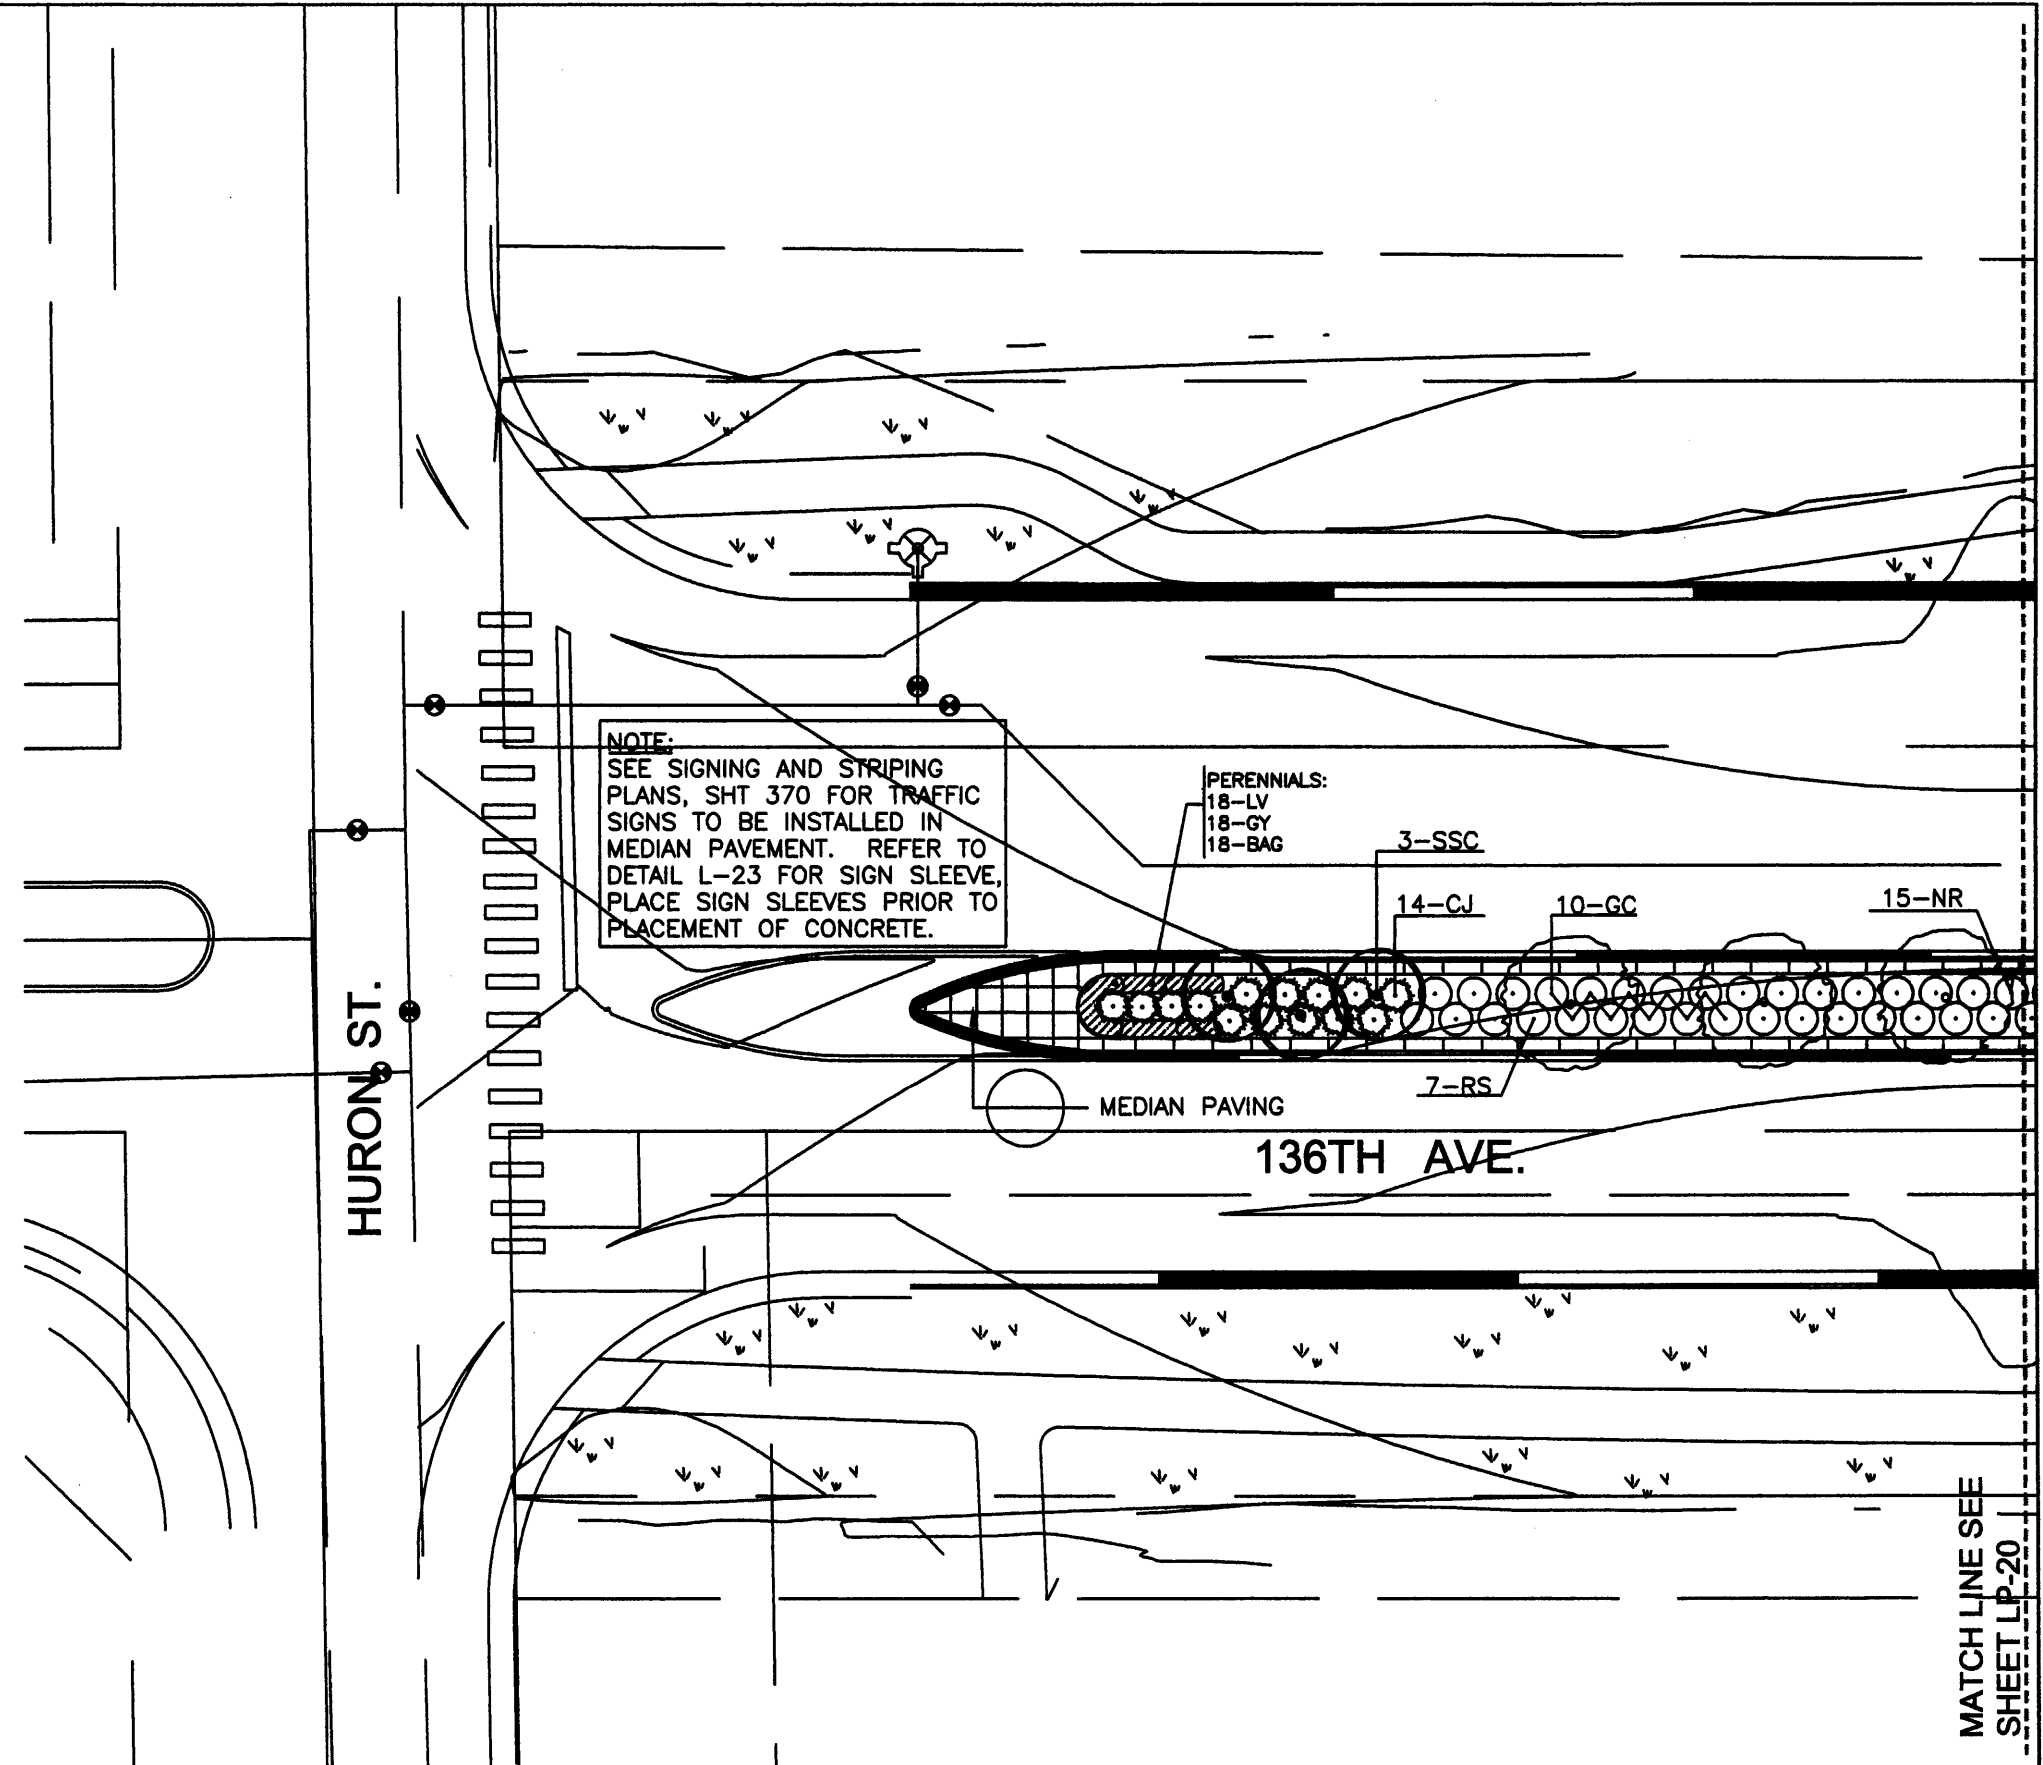 NOTE:
SEE SIGNING AND STRIPING
PLANS, SHT 370 FOR TRAFFIC
SIGNS TO BE INSTALLED IN
MEDIAN PAVEMENT. REFER TO
DETAIL L-23 FOR SIGN SLEEVE,
PLACE SIGN SLEEVES PRIOR TO
PLACEMENT OF CONCRETE.
PERENNIALS:
18-LV
18-GY
18-BAG
3-SSC
14-CJ
10-GC
15-NR
7-RS
MEDIAN PAVING
136TH AVE.
HURON ST.
MATCH LINE SEE
SHEET LP-20